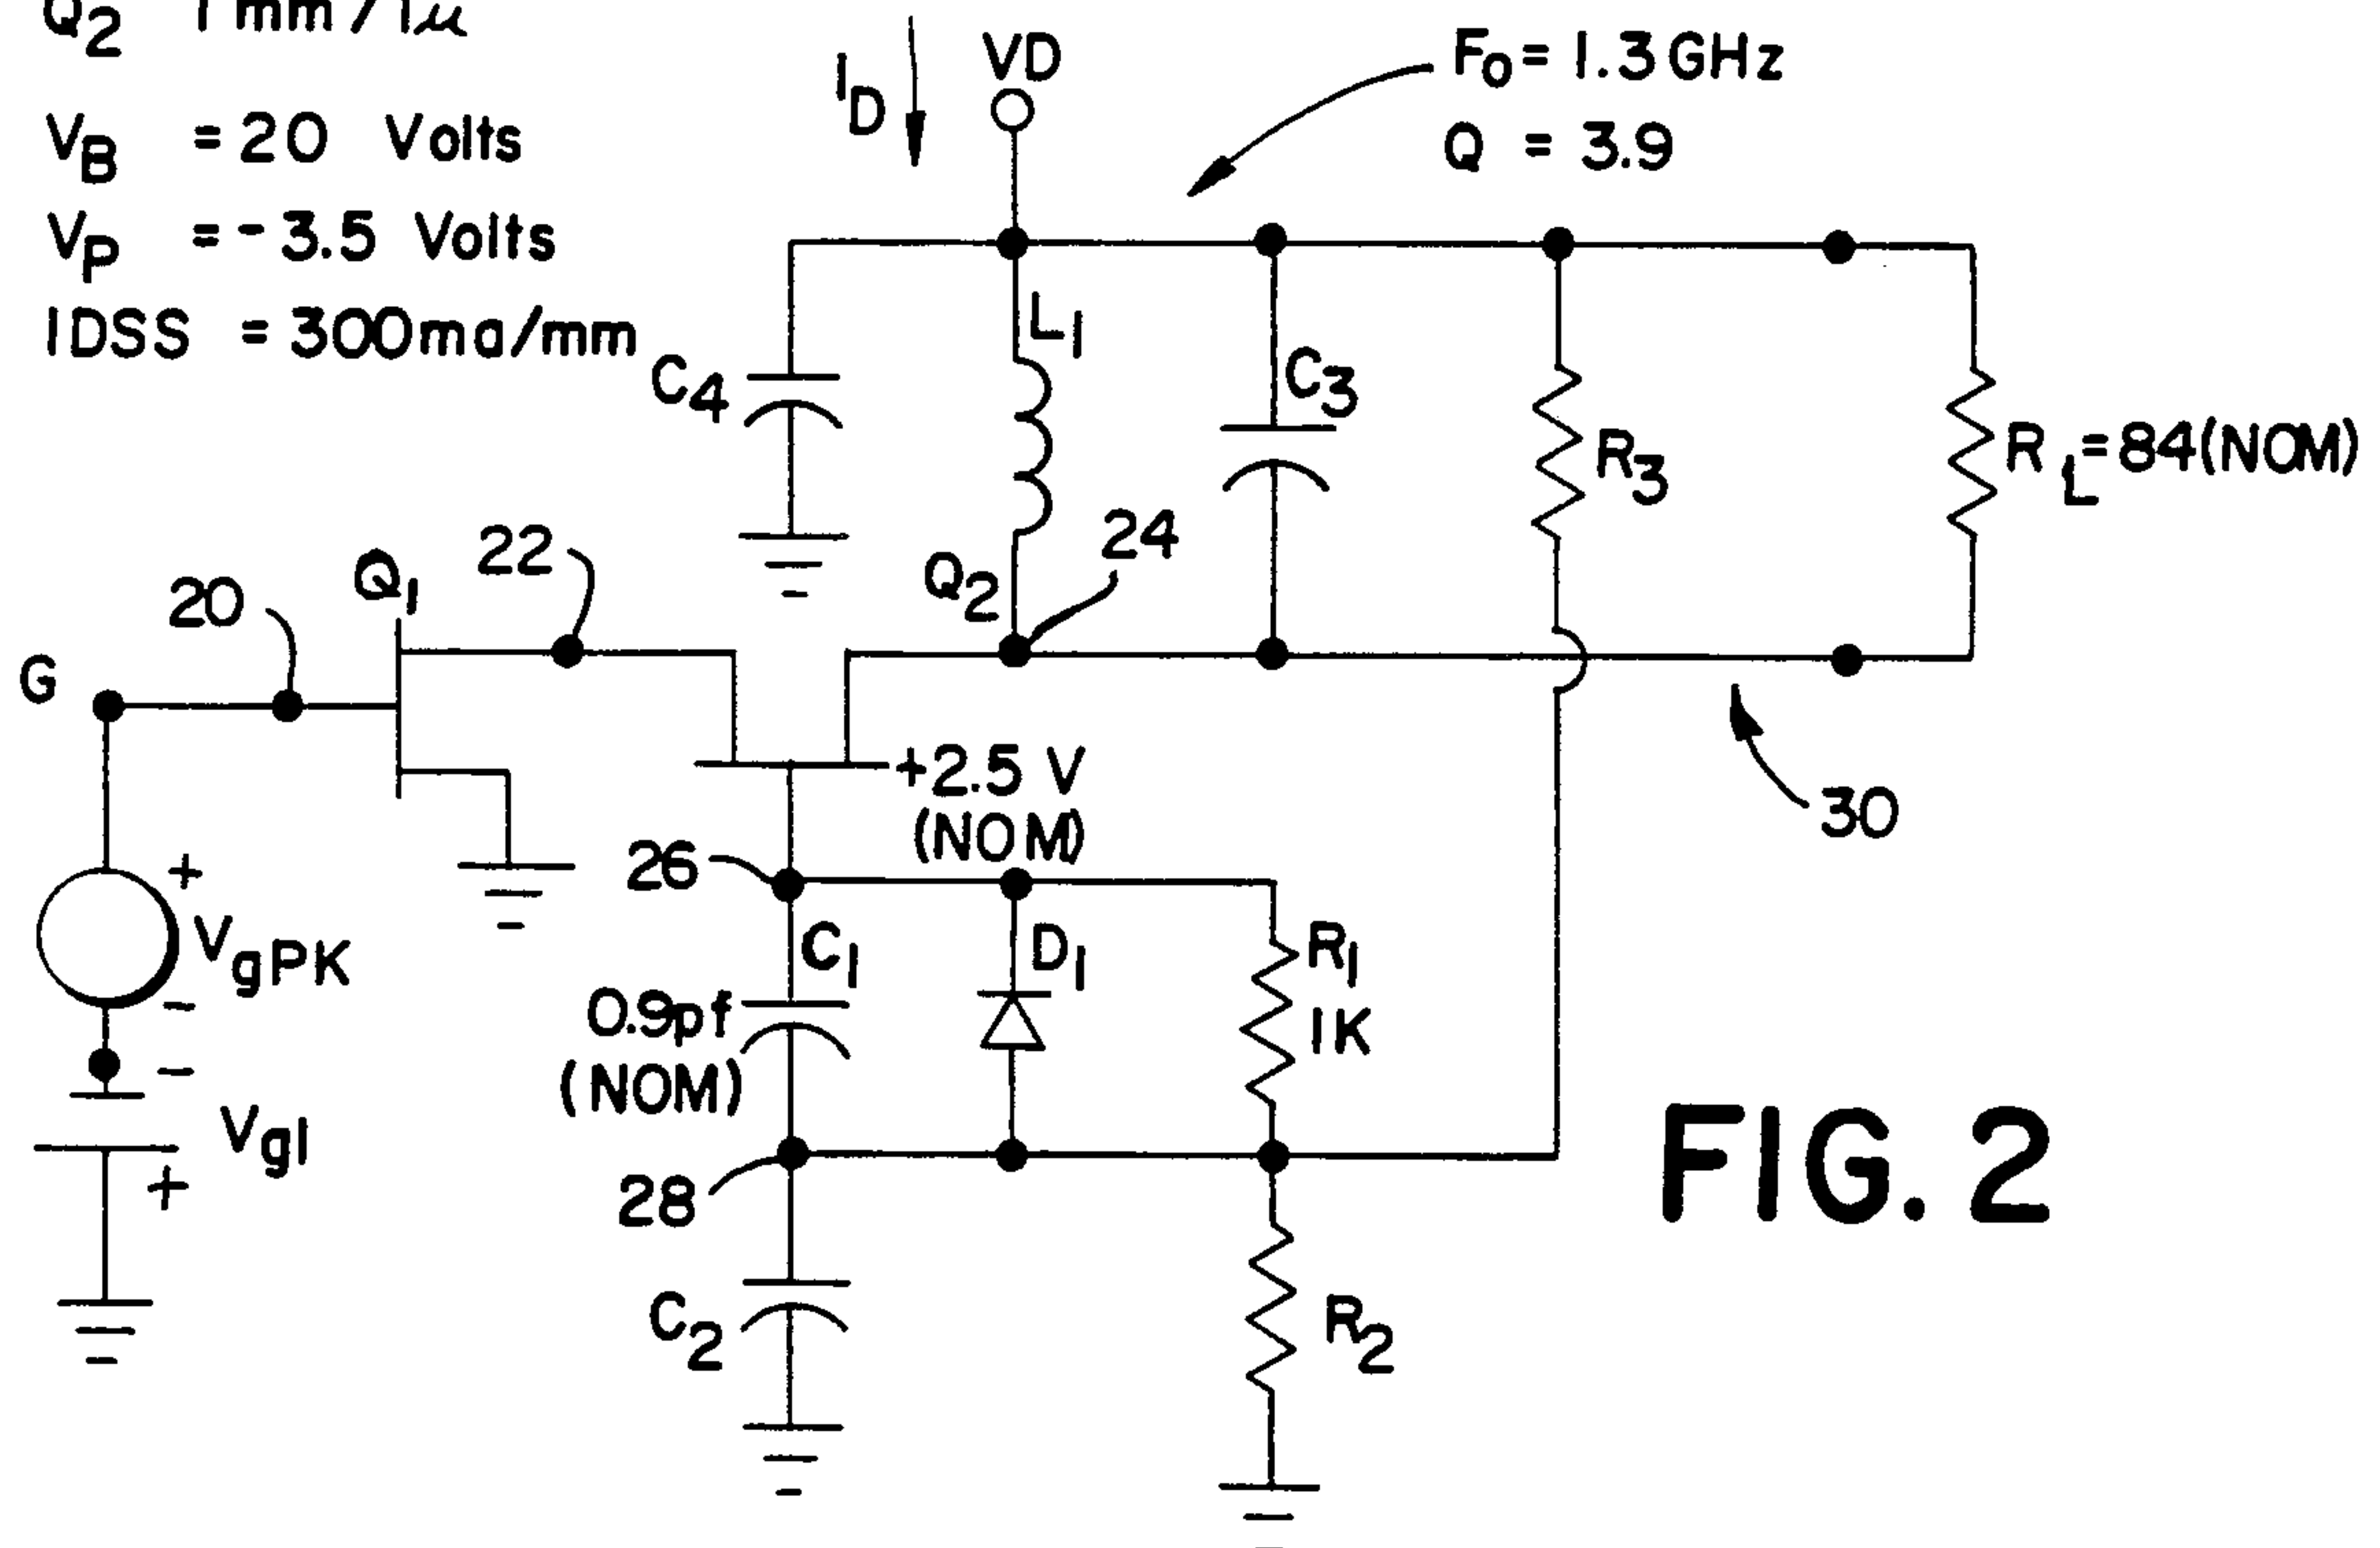 Q2 1mm/1μ
VB = 20 Volts
VP = - 3.5 Volts
IDSS = 300ma/mm
ID
VD
F0 = 1.3 GHz
Q = 3.9
C4
L1
C3
R3
RL=84(NOM)
20
Q1
22
Q2
24
G
+2.5 V
(NOM)
30
26
+
VgPK
-
C1
0.9pf
(NOM)
D1
R1
1K
-
Vg1
+
28
C2
R2
FIG. 2